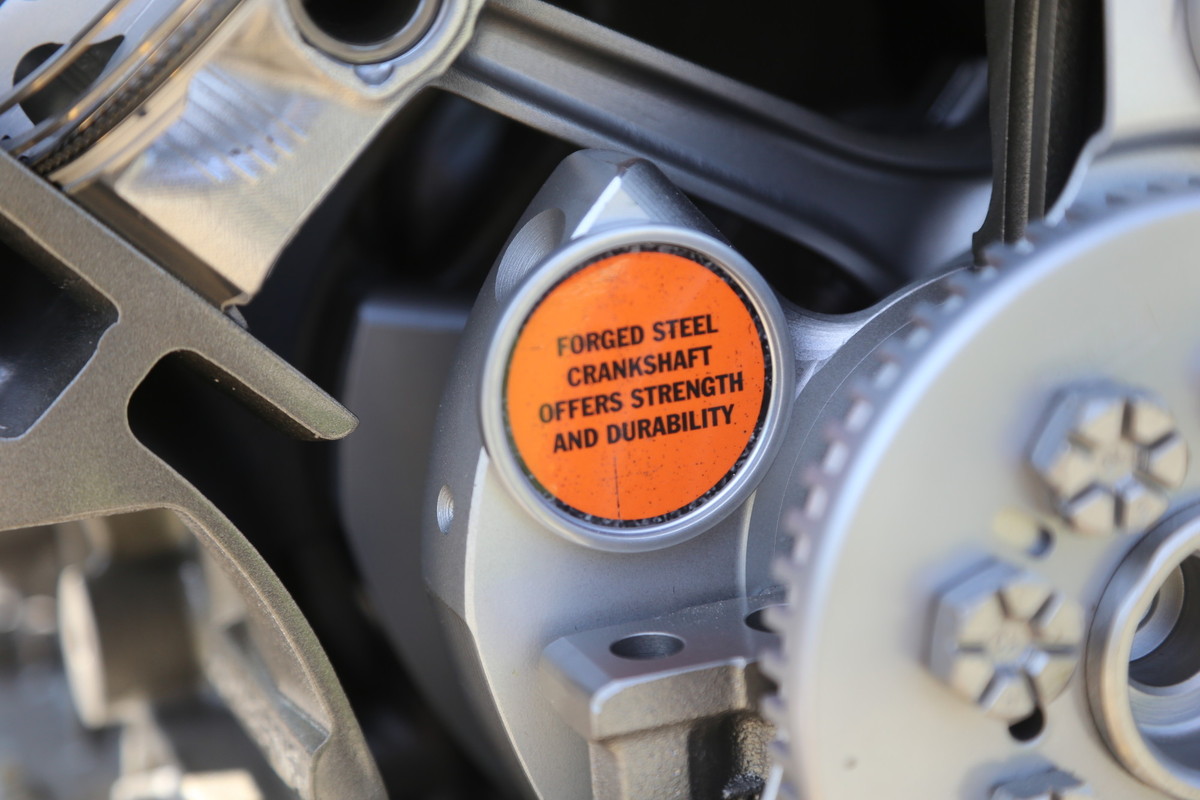 FORGED STEEL
CRANKSHAFT
OFFERS STRENGTH
AND DURABILITY